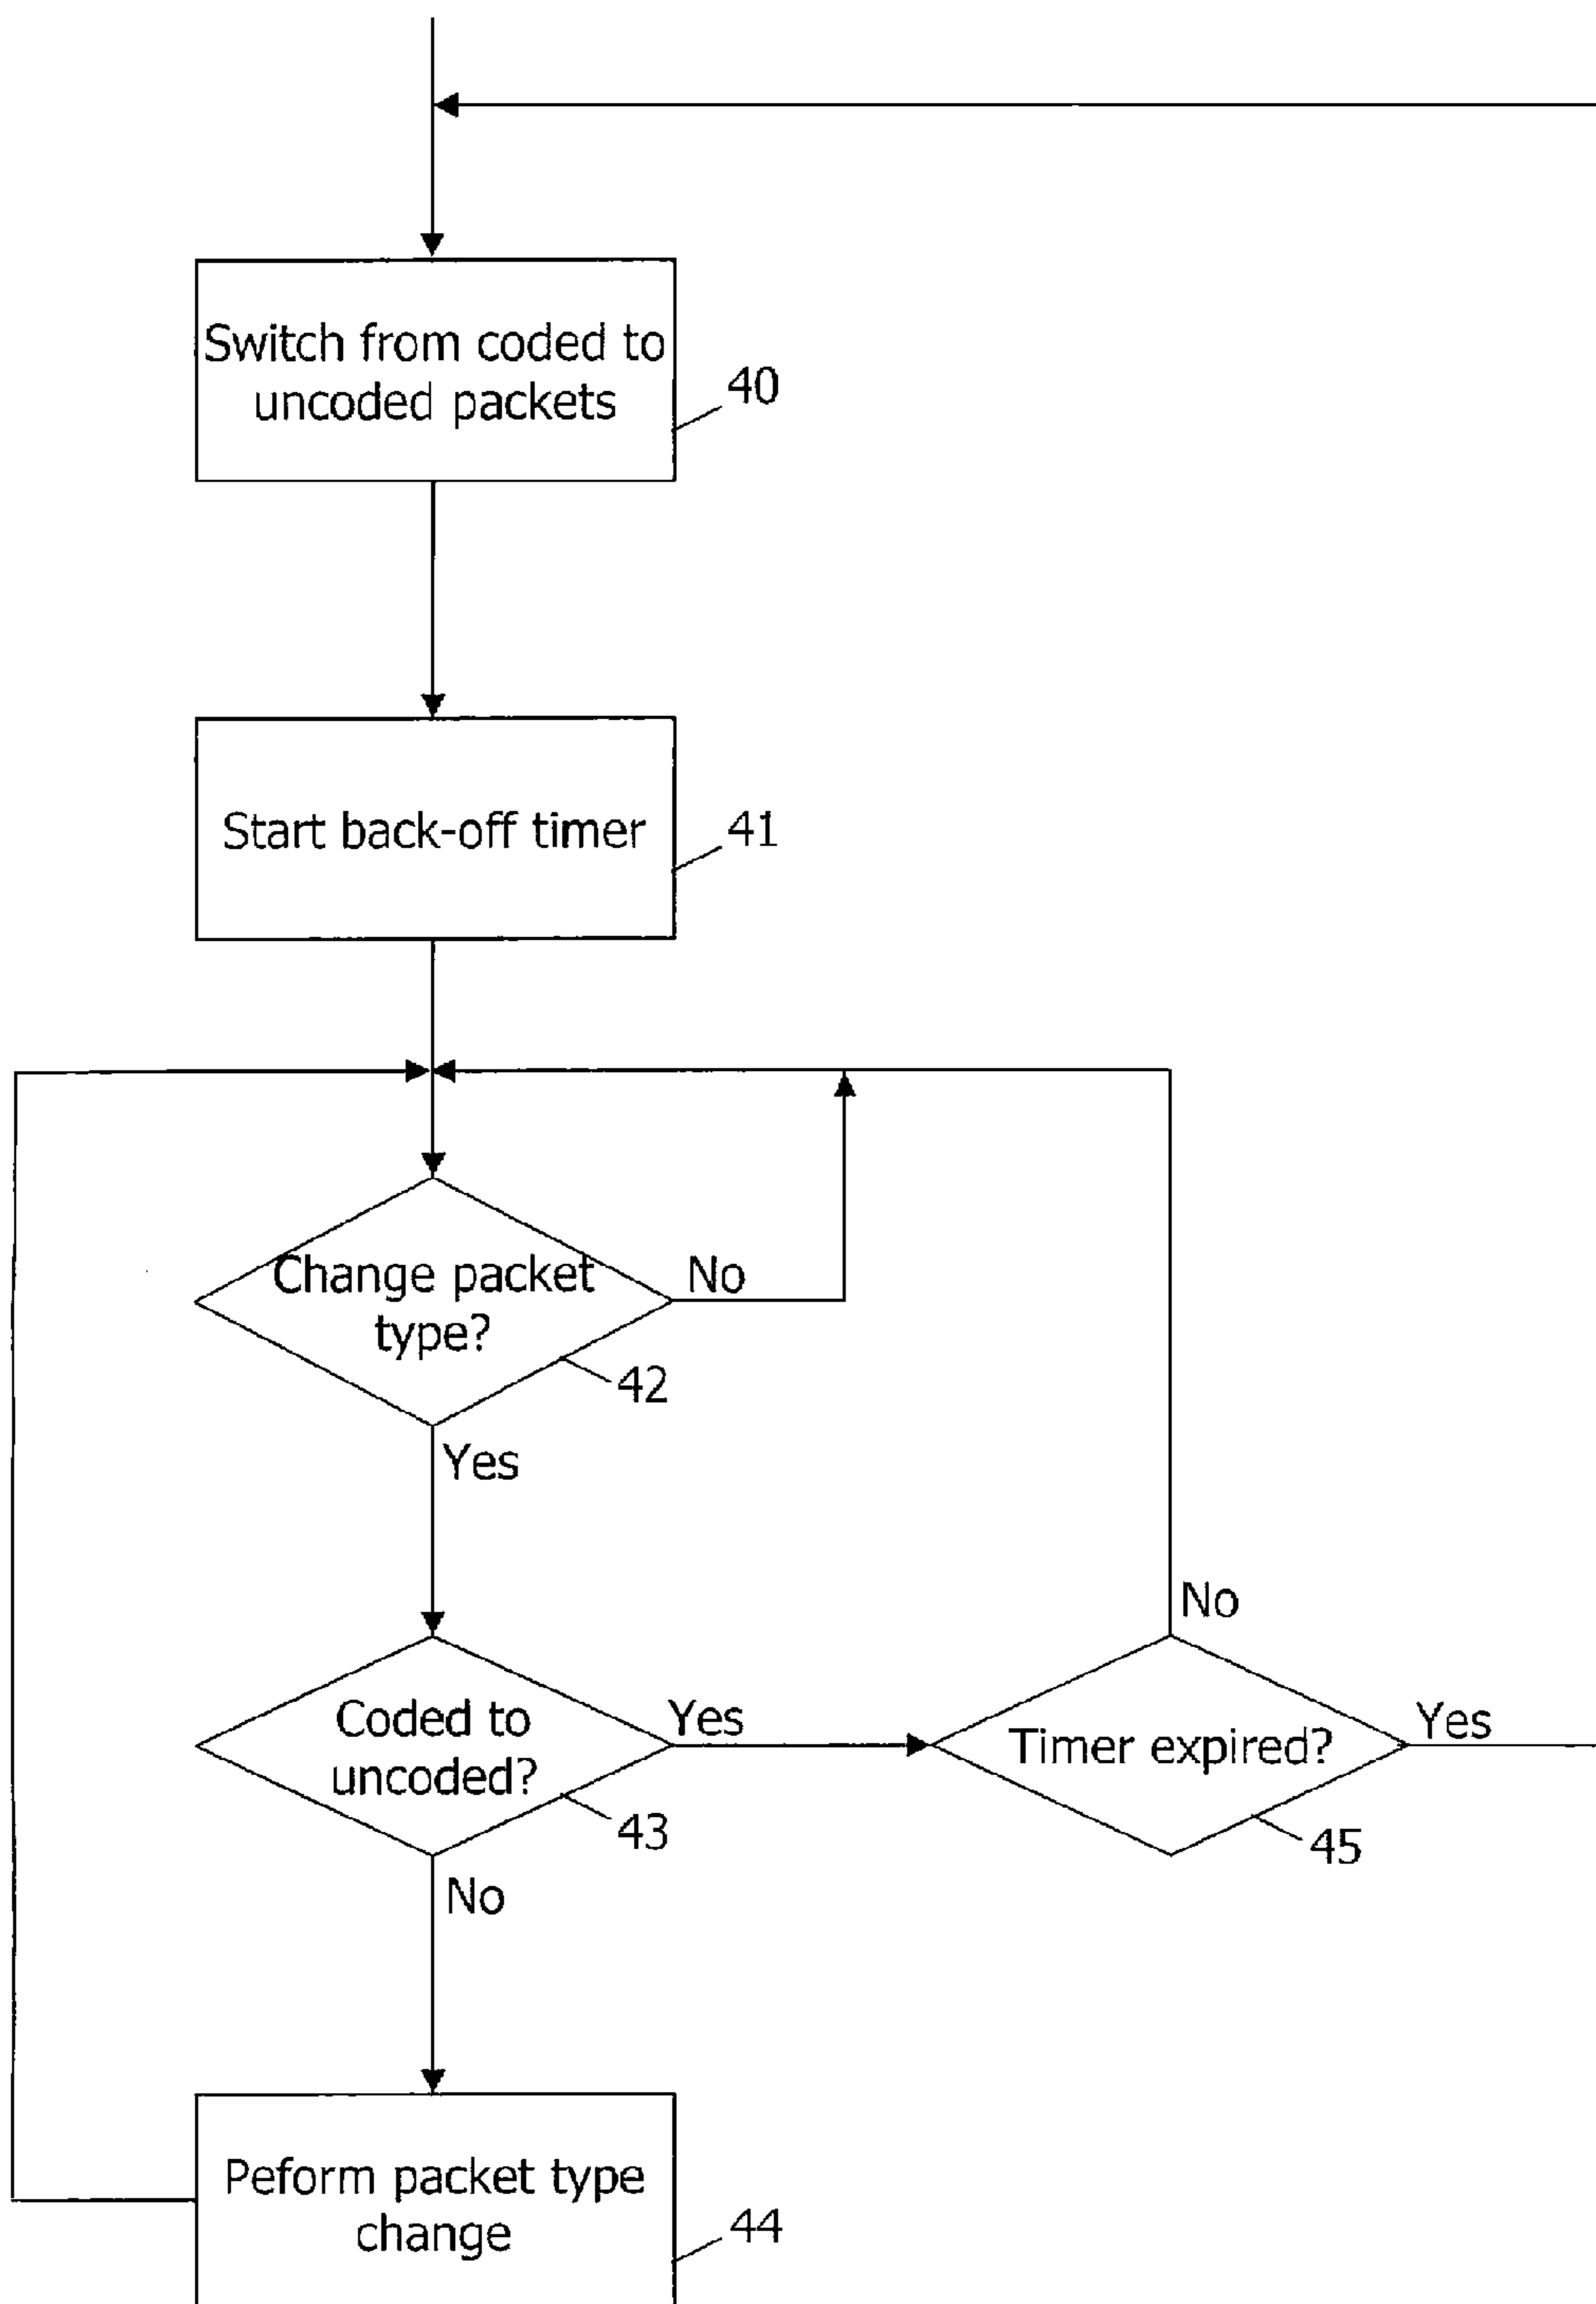 Switch from coded to
uncoded packets
40
Start back-off timer
41
Change packet
type?
No
42
Yes
No
Coded to
uncoded?
Yes
43
Timer expired?
Yes
45
No
Peform packet type
change
44